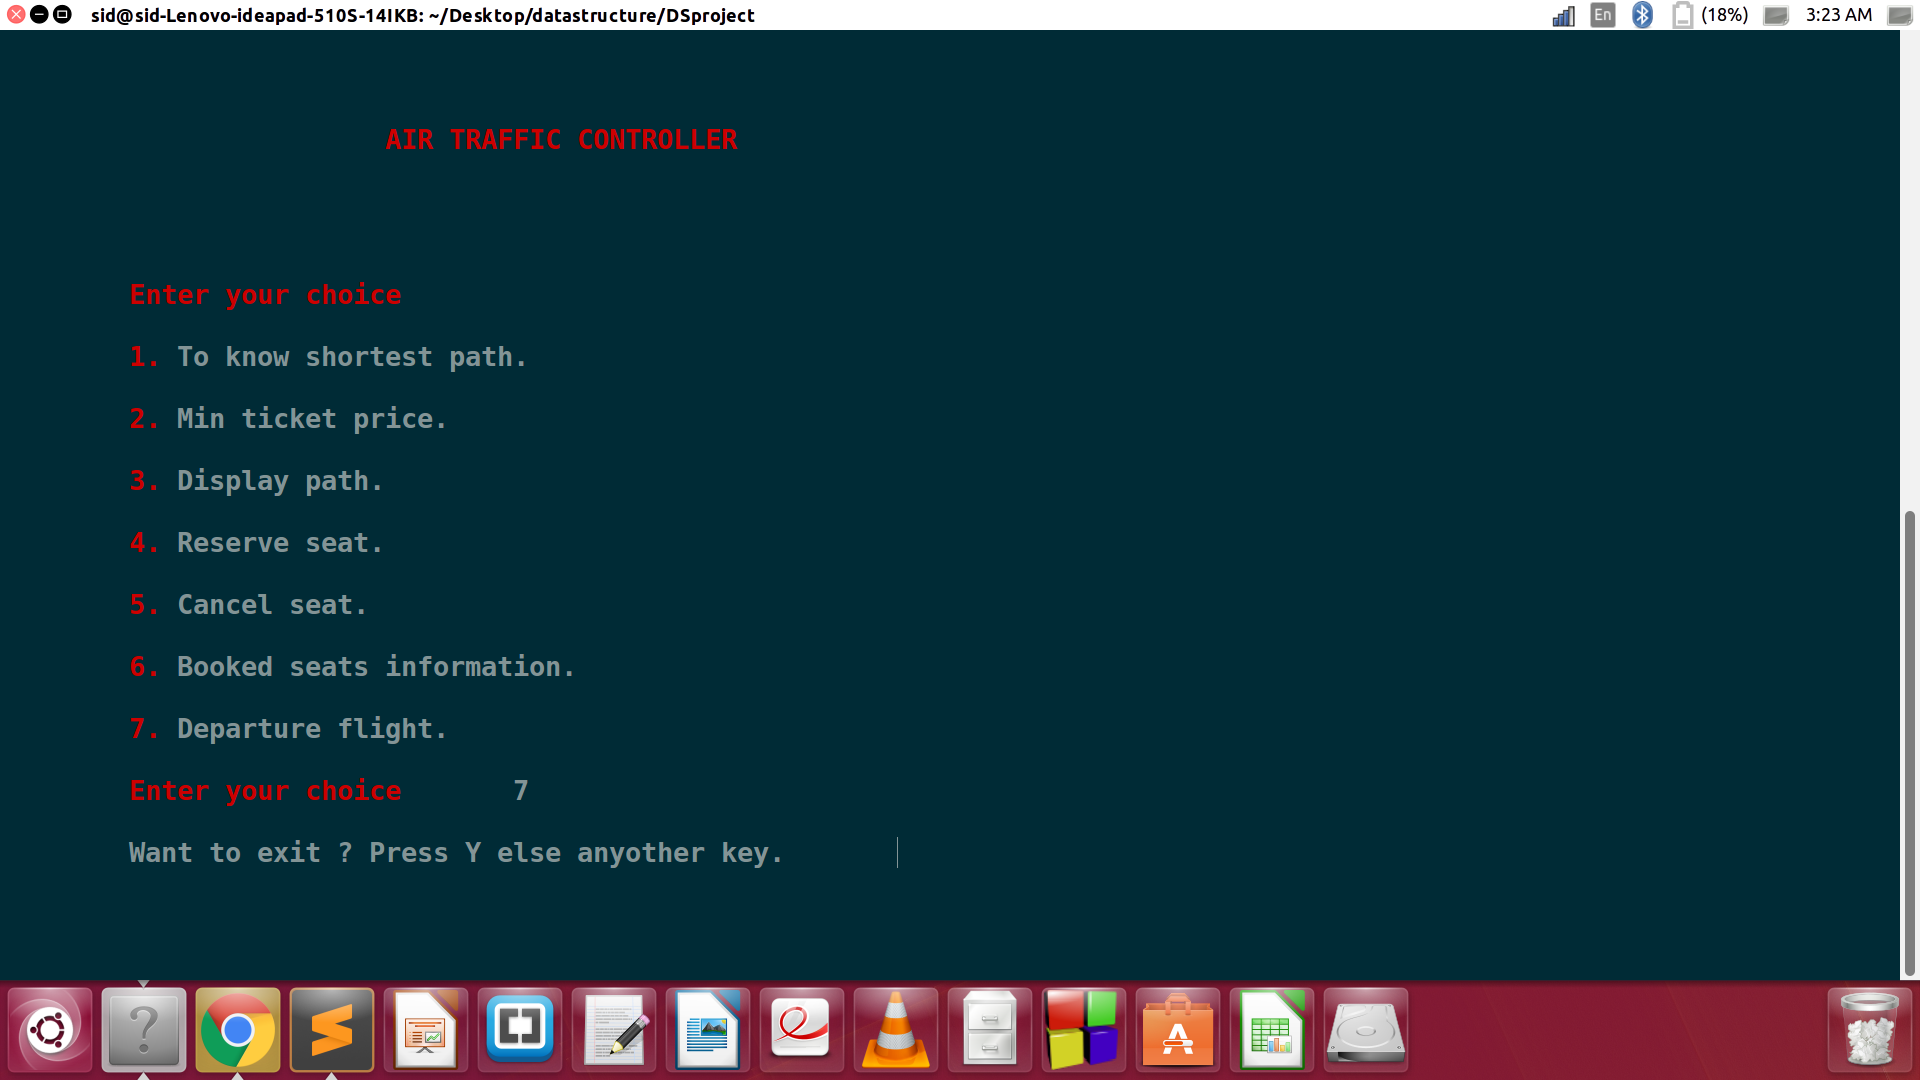 sid@sid-Lenovo-ideapad-510S-14IKB: ~/Desktop/datastructure/DSproject
En (18%) 3:23 AM
AIR TRAFFIC CONTROLLER
Enter your choice
1. To know shortest path.
2. Min ticket price.
3. Display path.
4. Reserve seat.
5. Cancel seat.
6. Booked seats information.
7. Departure flight.
Enter your choice 7
Want to exit ? Press Y else anyother key.